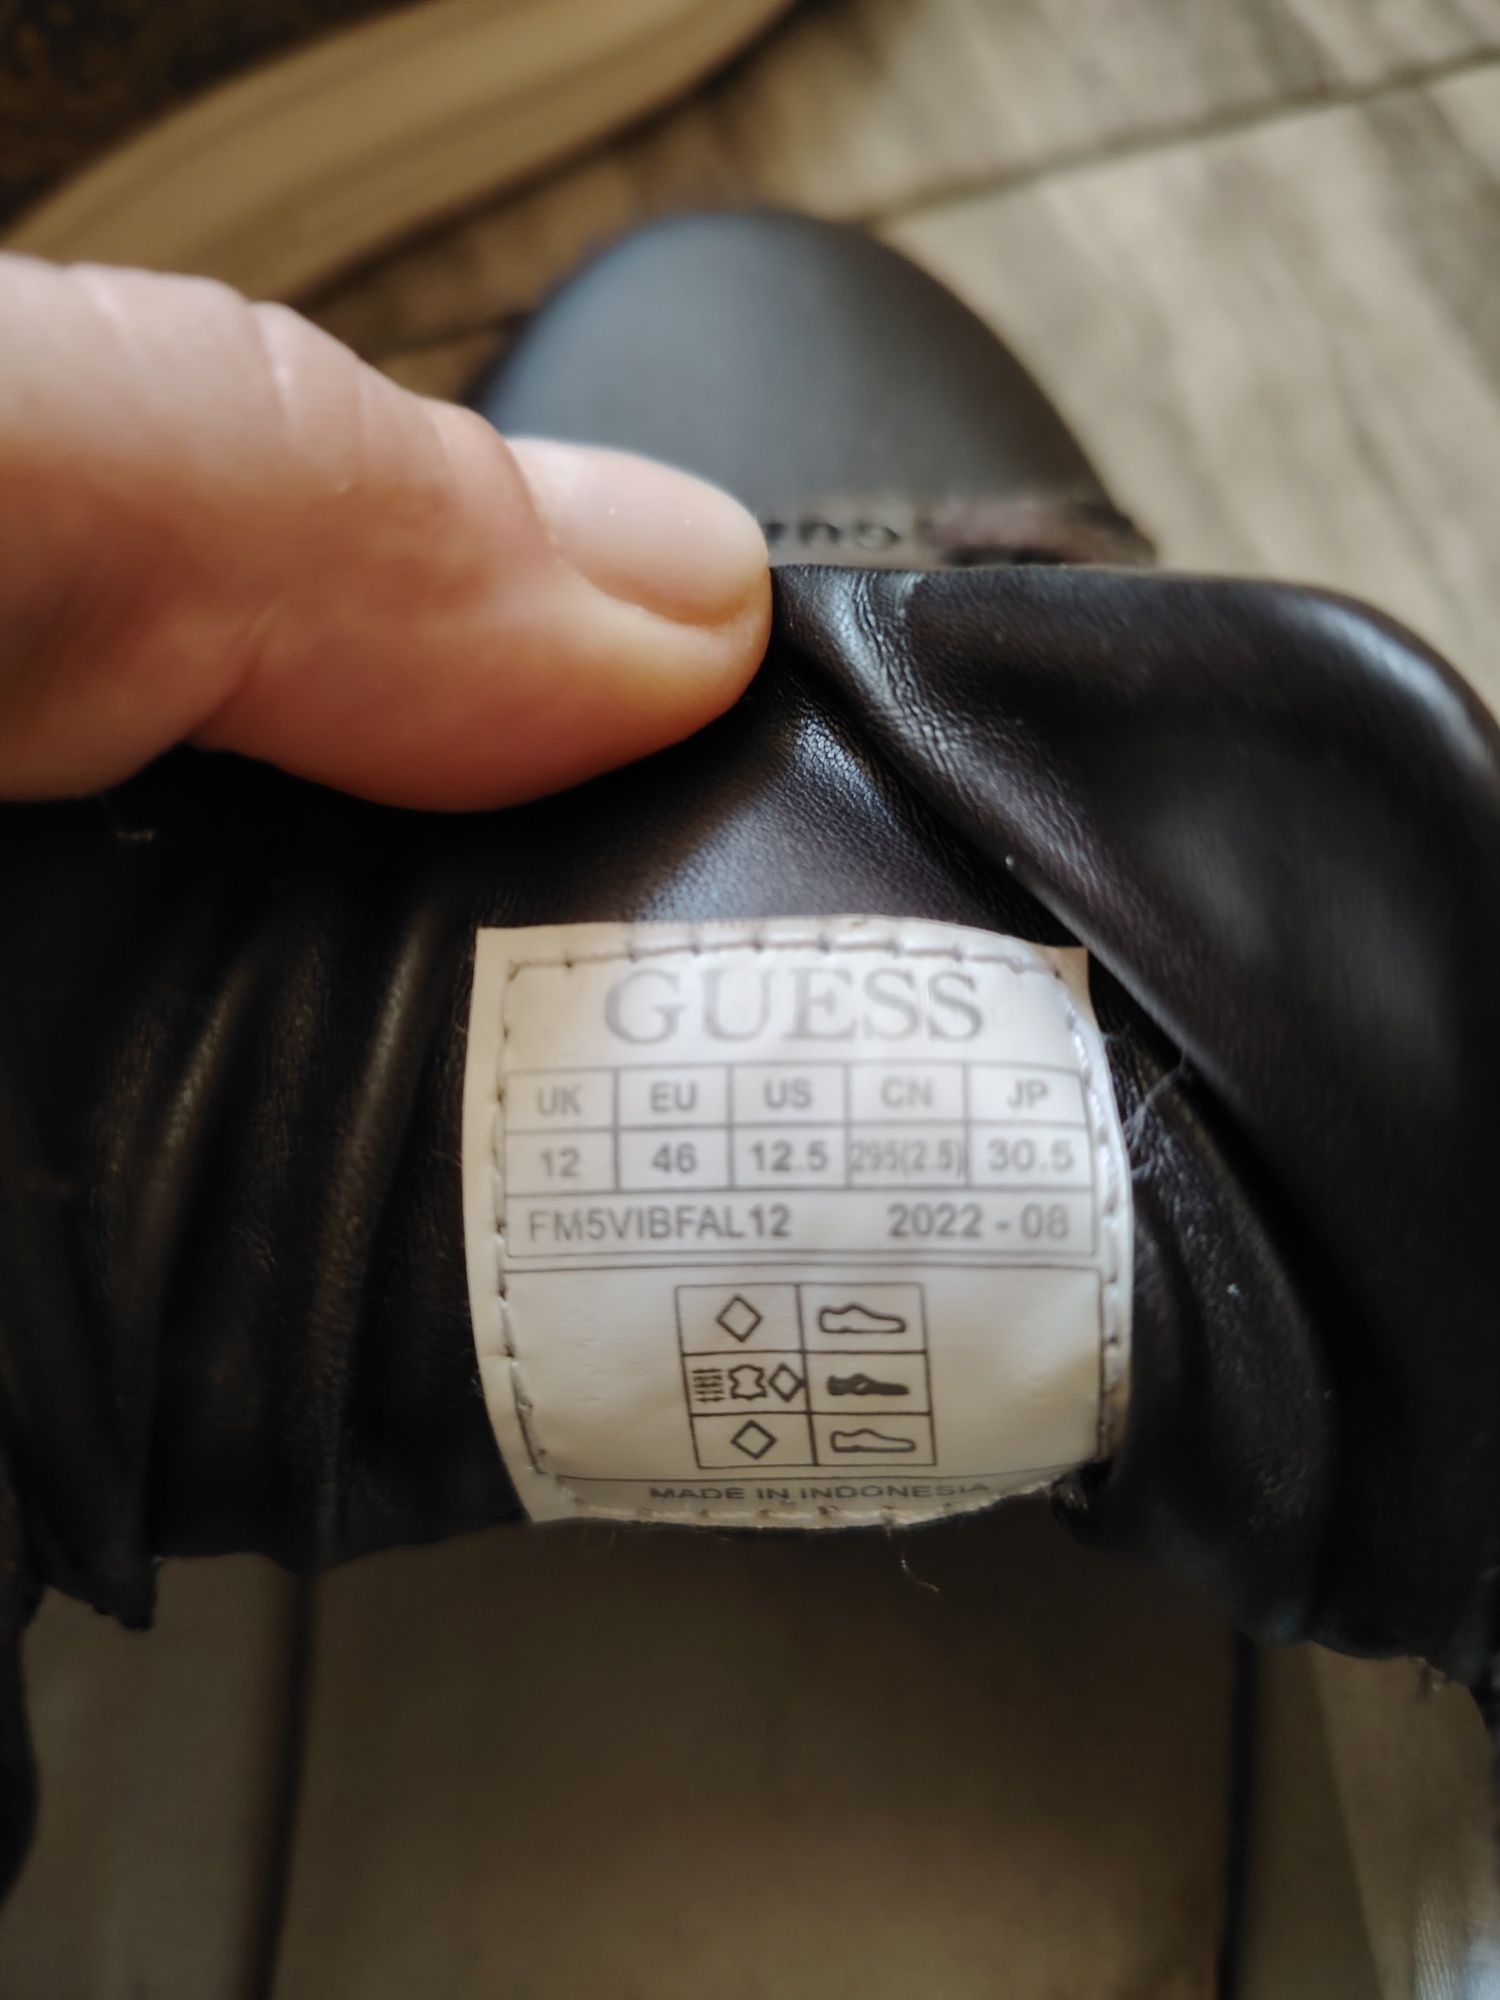 GUESS
UK EU US CN JP
12 46 12.5 295(2.5) 30.5
FM5VIBFAL12 2022-08
MADE IN INDONESIA